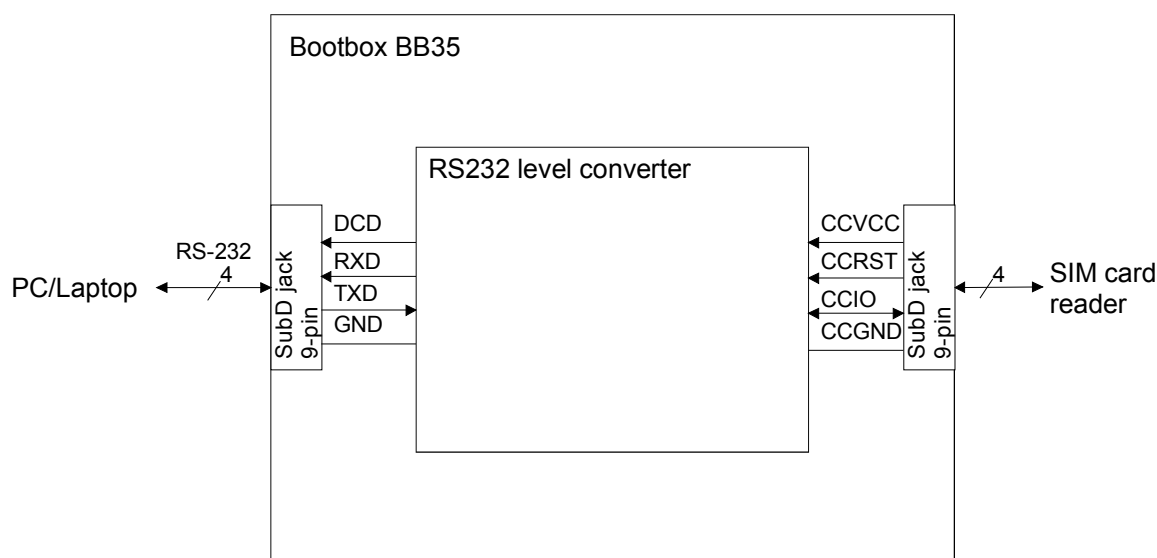 Bootbox BB35
RS232 level converter
PC/Laptop
RS-232
4
SubD jack
9-pin
DCD
RXD
TXD
GND
CCVCC
CCRST
CCIO
CCGND
SubD jack
9-pin
4
SIM card
reader